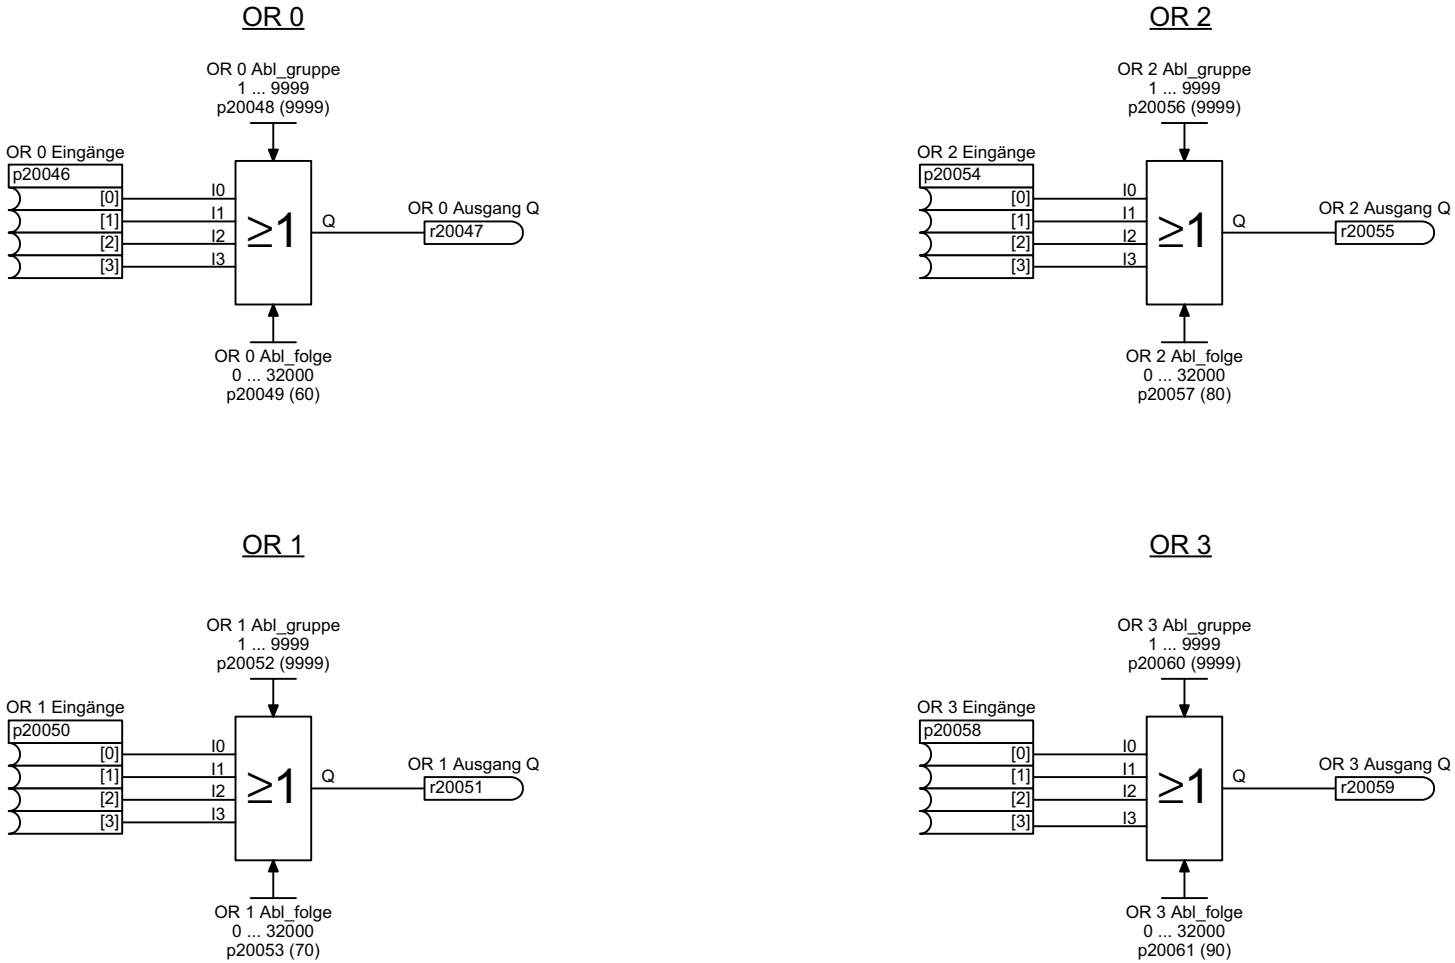 OR 0
OR 0 Abl_gruppe
1 ... 9999
p20048 (9999)
OR 0 Eingänge
p20046
[0]
[1]
[2]
[3]
I0
I1
I2
I3
≥1
Q
OR 0 Ausgang Q
r20047
OR 0 Abl_folge
0 ... 32000
p20049 (60)
OR 2
OR 2 Abl_gruppe
1 ... 9999
p20056 (9999)
OR 2 Eingänge
p20054
[0]
[1]
[2]
[3]
I0
I1
I2
I3
≥1
Q
OR 2 Ausgang Q
r20055
OR 2 Abl_folge
0 ... 32000
p20057 (80)
OR 1
OR 1 Abl_gruppe
1 ... 9999
p20052 (9999)
OR 1 Eingänge
p20050
[0]
[1]
[2]
[3]
I0
I1
I2
I3
≥1
Q
OR 1 Ausgang Q
r20051
OR 1 Abl_folge
0 ... 32000
p20053 (70)
OR 3
OR 3 Abl_gruppe
1 ... 9999
p20060 (9999)
OR 3 Eingänge
p20058
[0]
[1]
[2]
[3]
I0
I1
I2
I3
≥1
Q
OR 3 Ausgang Q
r20059
OR 3 Abl_folge
0 ... 32000
p20061 (90)